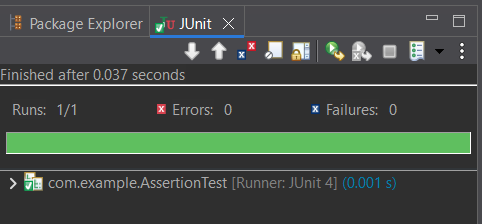 Package Explorer JUnit
Finished after 0.037 seconds
Runs: 1/1 Errors: 0 Failures: 0
com.example.AssertionTest [Runner: JUnit 4] (0.001 s)